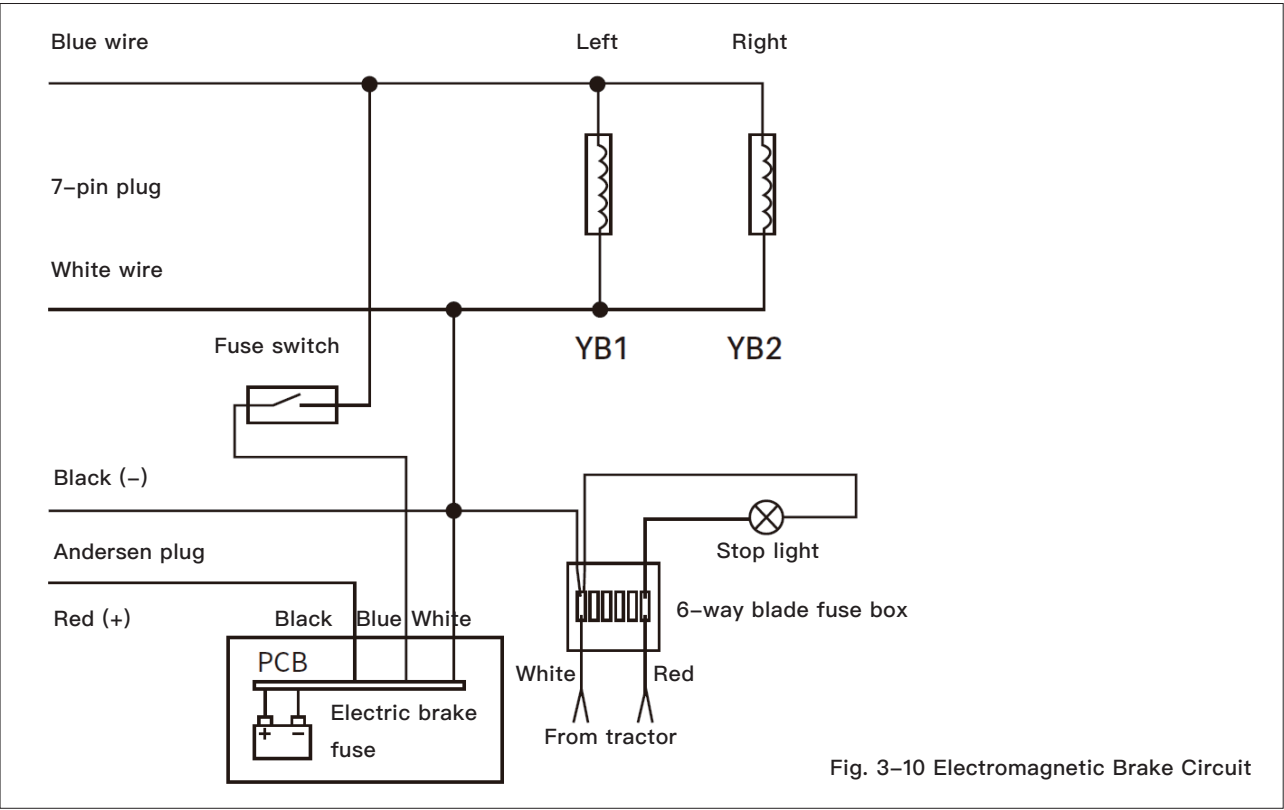 Blue wire
Left
Right
7-pin plug
White wire
YB1
YB2
Fuse switch
Black (-)
Stop light
Andersen plug
6-way blade fuse box
Red (+)
Black
Blue
White
PCB
White
Red
+
-
Electric brake
fuse
From tractor
Fig. 3-10 Electromagnetic Brake Circuit